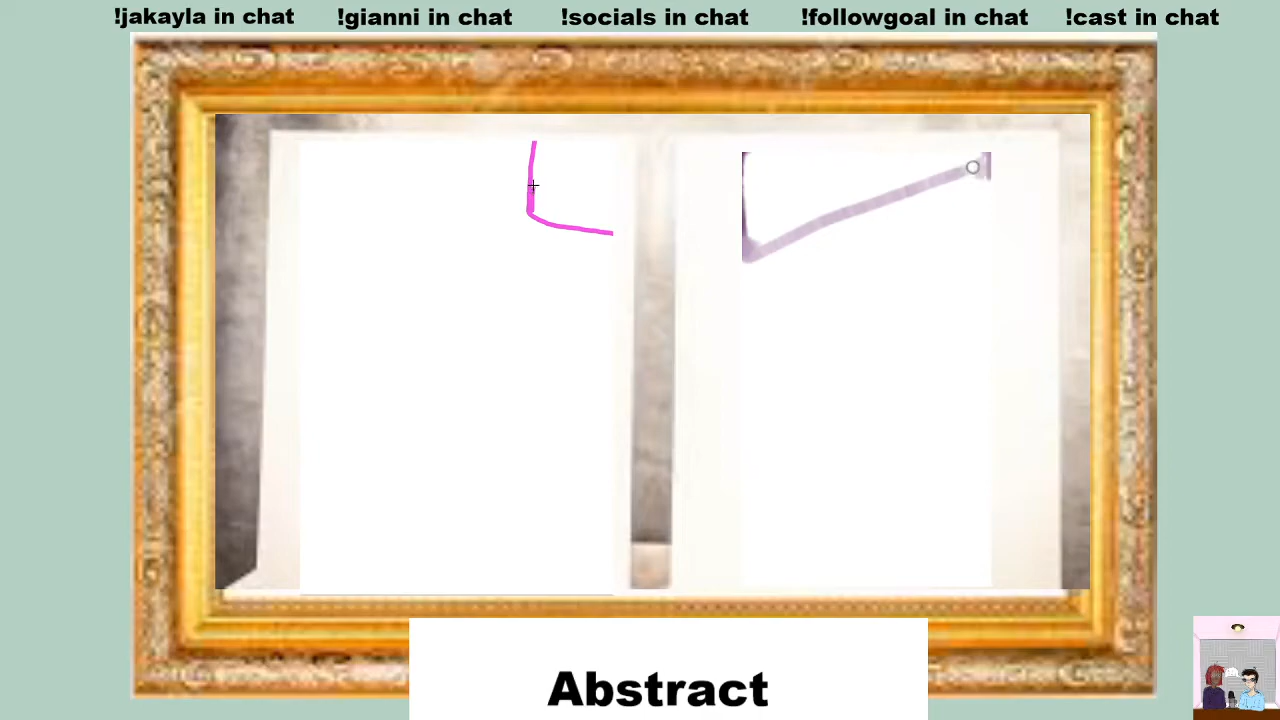 !jakayla in chat !gianni in chat !socials in chat !followgoal in chat !cast in chat
Abstract